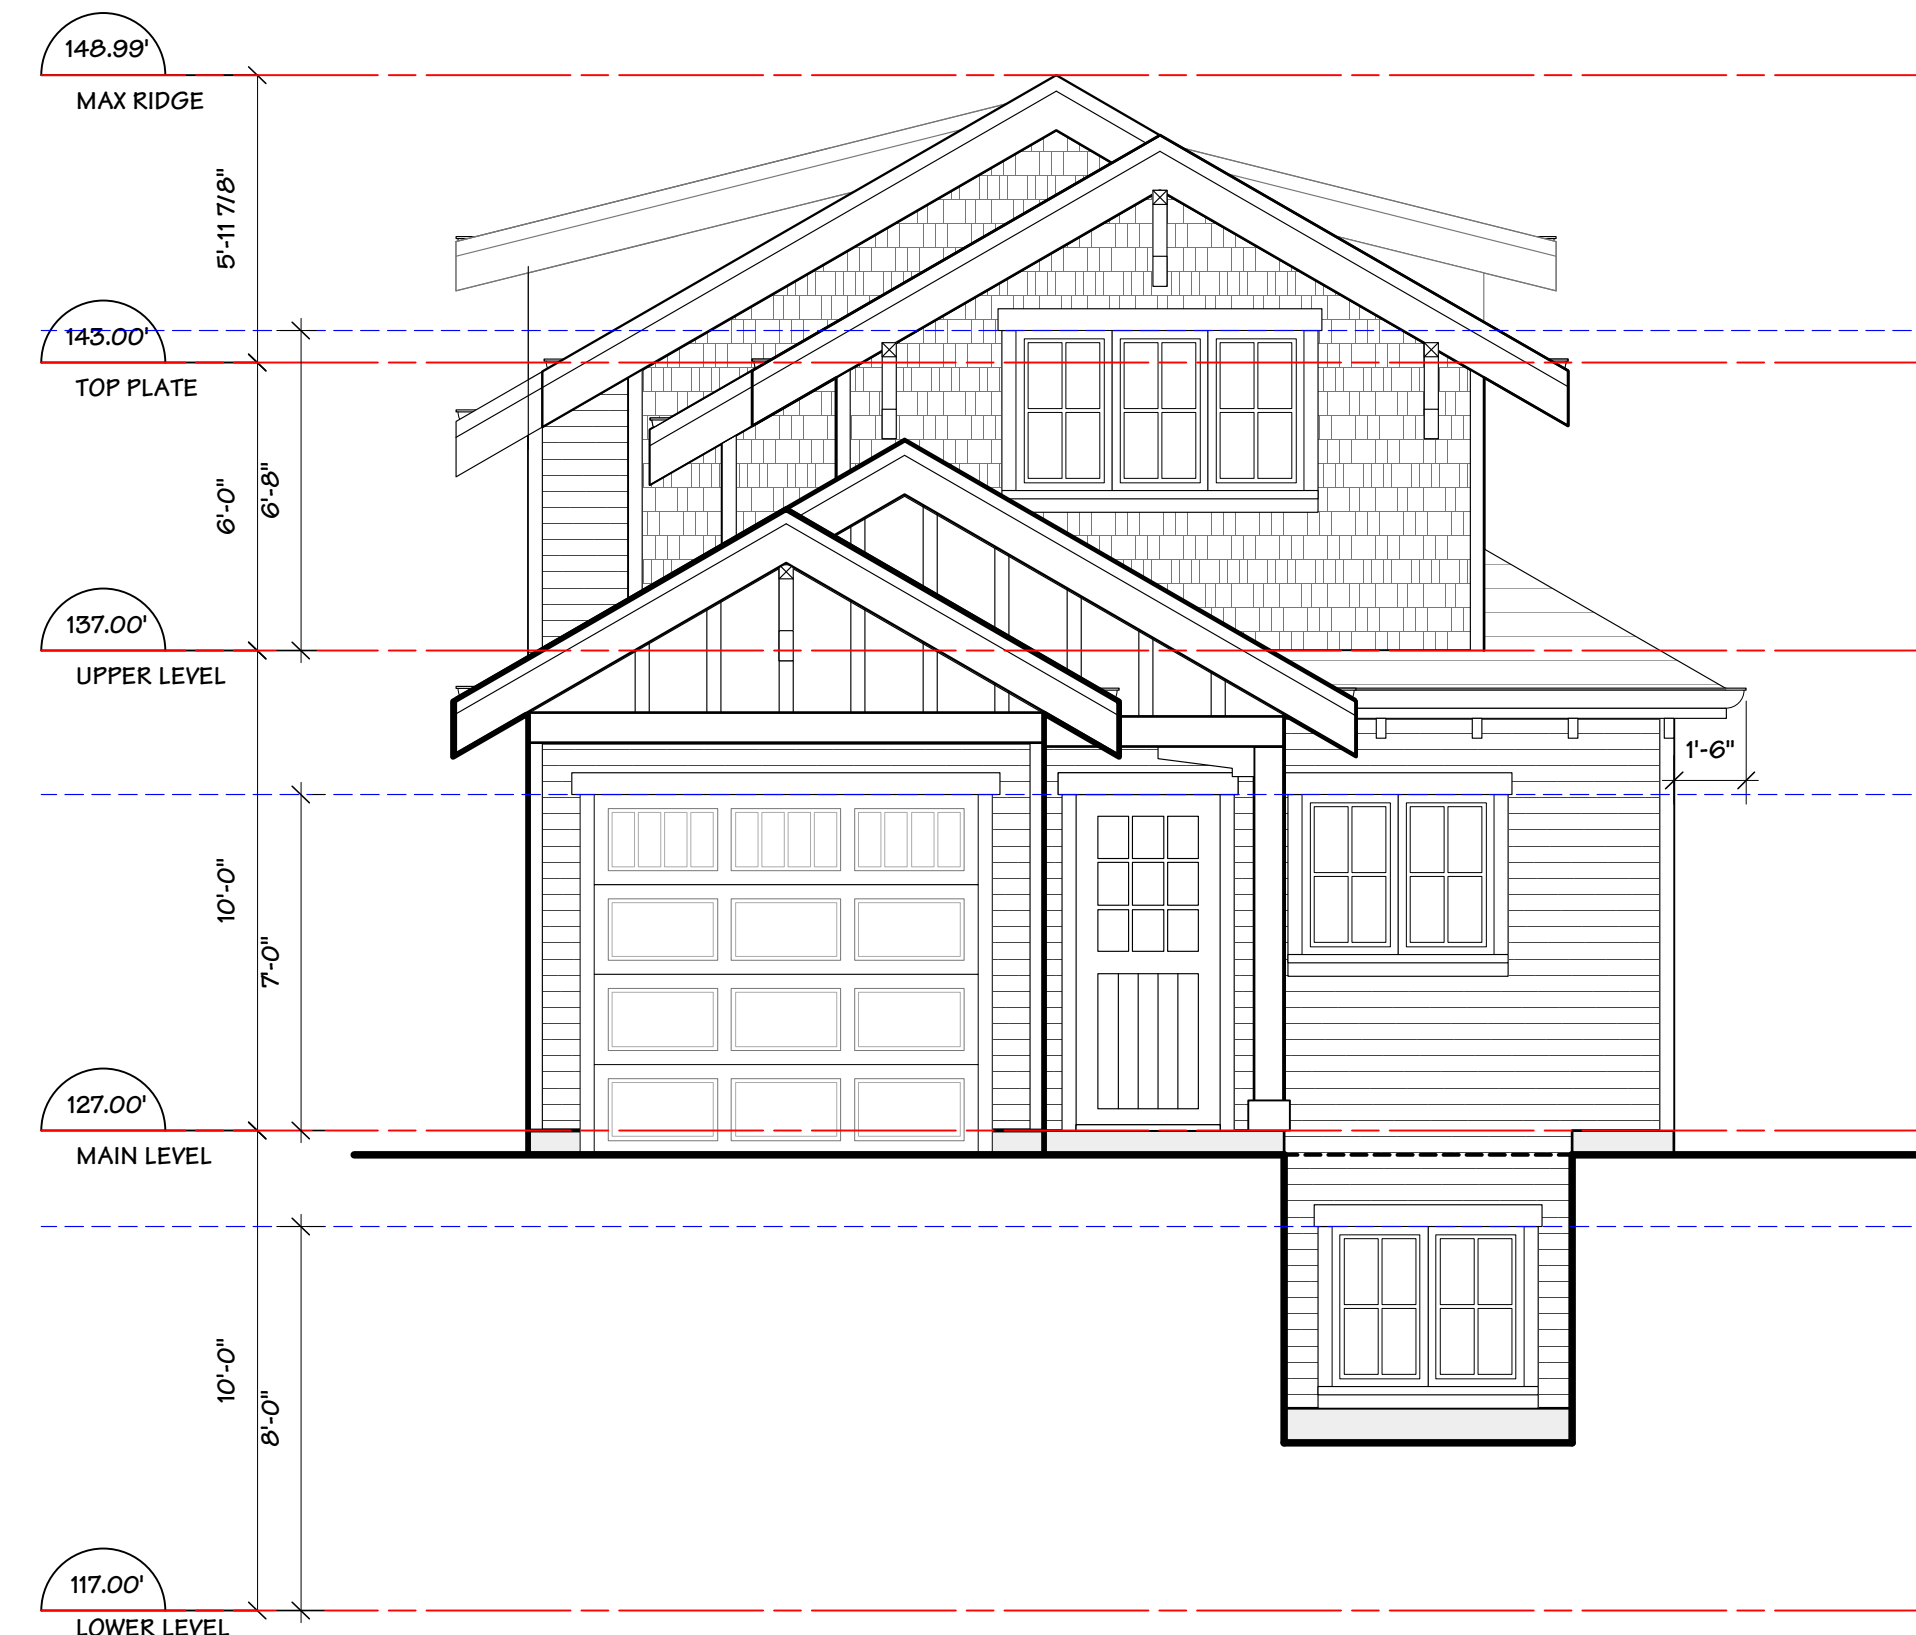 148.99'
MAX RIDGE
5'-11 7/8"
143.00'
TOP PLATE
6'-0"
6'-8"
137.00'
UPPER LEVEL
1'-6"
10'-0"
7'-0"
127.00'
MAIN LEVEL
10'-0"
8'-0"
117.00'
LOWER LEVEL